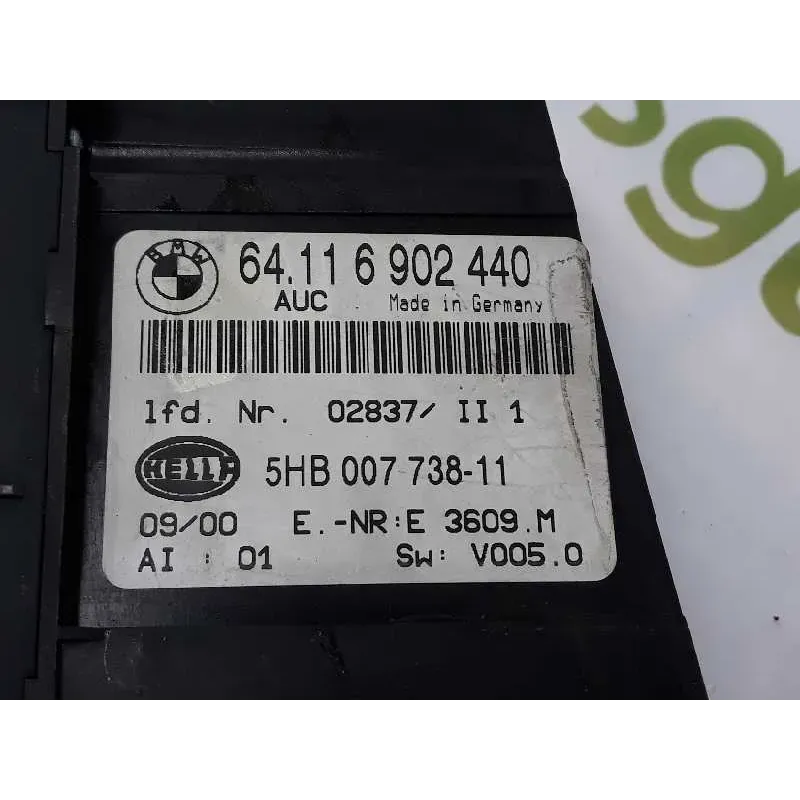 BMW 64.11 6 902 440
AUC Made in Germany
lfd. Nr. 02837/ II 1
HELLA 5HB 007 738-11
09/00 E.-NR:E 3609.M
AI : 01 Sw: V005.0